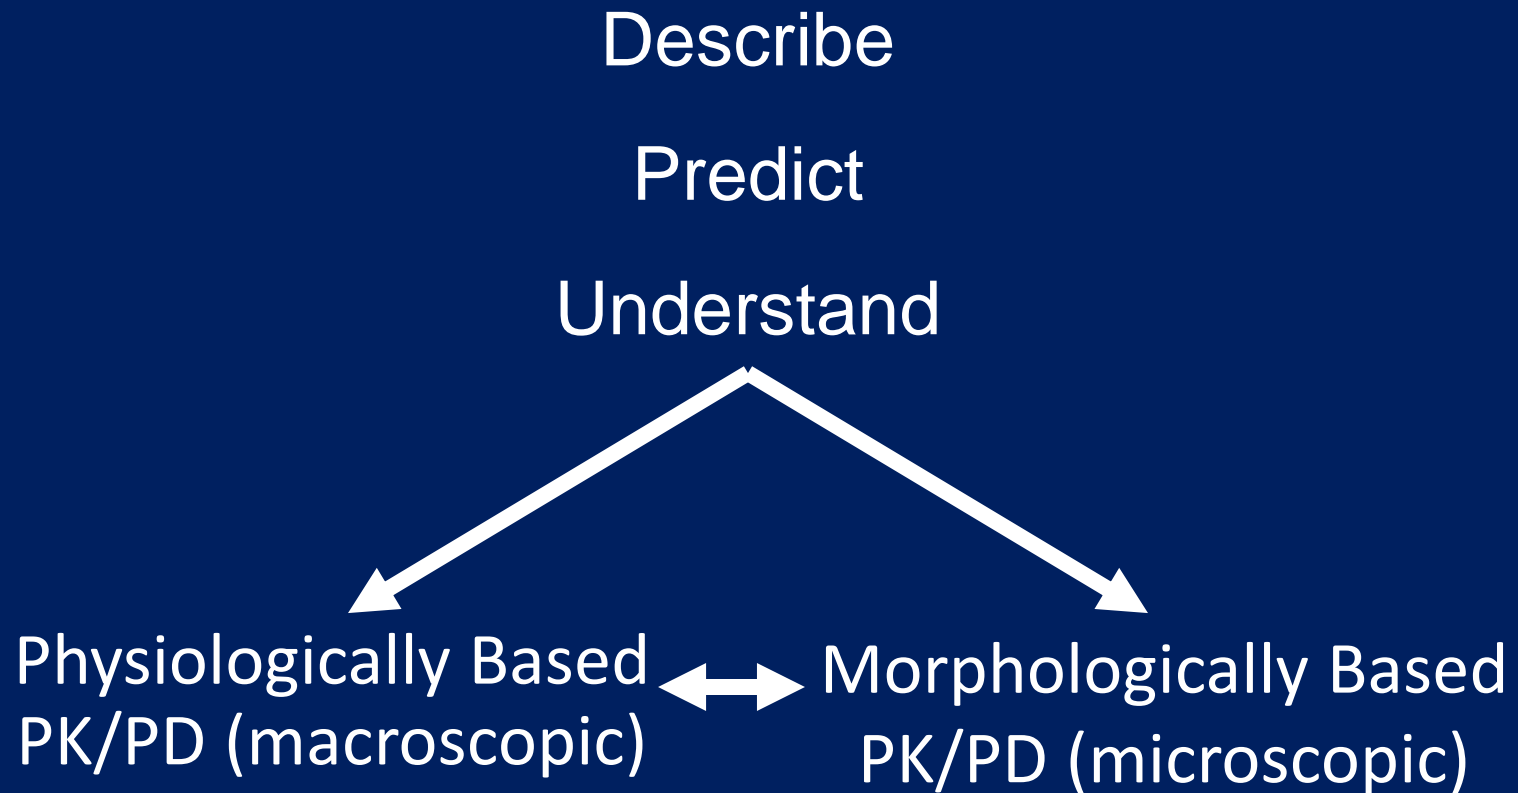 Describe
Predict
Understand
Physiologically Based
PK/PD (macroscopic)
Morphologically Based
PK/PD (microscopic)